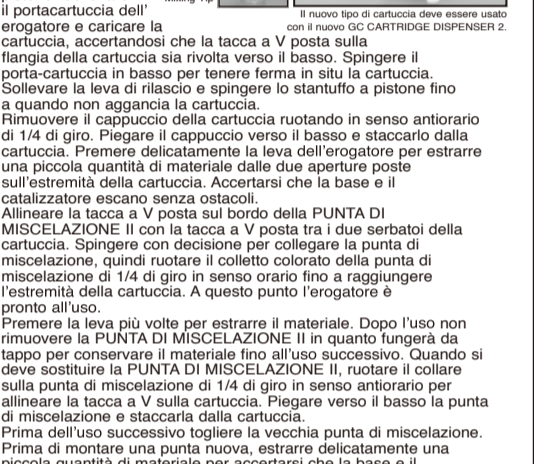 il portacartuccia dell'
erogatore e caricare la
Il nuovo tipo di cartuccia deve essere usato
con il nuovo GC CARTRIDGE DISPENSER 2.
cartuccia, accertandosi che la tacca a V posta sulla
flangia della cartuccia sia rivolta verso il basso. Spingere il
porta-cartuccia in basso per tenere ferma in situ la cartuccia.
Sollevare la leva di rilascio e spingere lo stantuffo a pistone fino
a quando non aggancia la cartuccia.
Rimuovere il cappuccio della cartuccia ruotando in senso antiorario
di 1/4 di giro. Piegare il cappuccio verso il basso e staccarlo dalla
cartuccia. Premere delicatamente la leva dell'erogatore per estrarre
una piccola quantità di materiale dalle due aperture poste
sull'estremità della cartuccia. Accertarsi che la base e il
catalizzatore escano senza ostacoli.
Allineare la tacca a V posta sul bordo della PUNTA DI
MISCELAZIONE II con la tacca a V posta tra i due serbatoi della
cartuccia. Spingere con decisione per collegare la punta di
miscelazione, quindi ruotare il colletto colorato della punta di
miscelazione di 1/4 di giro in senso orario fino a raggiungere
l'estremità della cartuccia. A questo punto l'erogatore è
pronto all'uso.
Premere la leva più volte per estrarre il materiale. Dopo l'uso non
rimuovere la PUNTA DI MISCELAZIONE II in quanto fungerà da
tappo per conservare il materiale fino all'uso successivo. Quando si
deve sostituire la PUNTA DI MISCELAZIONE II, ruotare il collare
sulla punta di miscelazione di 1/4 di giro in senso antiorario per
allineare la tacca a V sulla cartuccia. Piegare verso il basso la punta
di miscelazione e staccarla dalla cartuccia.
Prima dell'uso successivo togliere la vecchia punta di miscelazione.
Prima di montare una punta nuova, estrarre delicatamente una
piccola quantità di materiale per accertarsi che la base e il